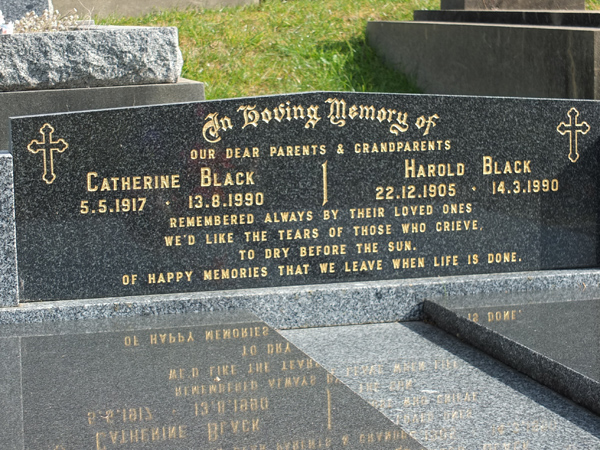 In Loving Memory of
OUR DEAR PARENTS & GRANDPARENTS
CATHERINE BLACK
5.5.1917 · 13.8.1990
HAROLD BLACK
22.12.1905 · 14.3.1990
REMEMBERED ALWAYS BY THEIR LOVED ONES
WE'D LIKE THE TEARS OF THOSE WHO GRIEVE,
TO DRY BEFORE THE SUN.
OF HAPPY MEMORIES THAT WE LEAVE WHEN LIFE IS DONE.